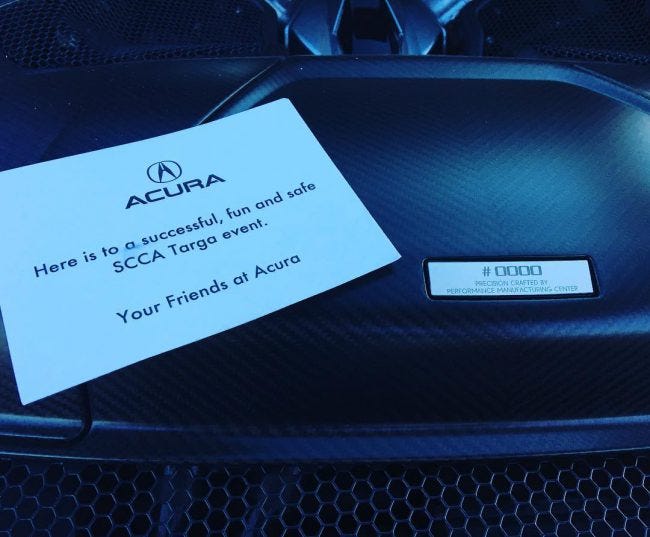 ACURA
Here is to a successful, fun and safe
SCCA Targa event.
Your Friends at Acura
#0000
PRECISION CRAFTED BY
PERFORMANCE MANUFACTURING CENTER